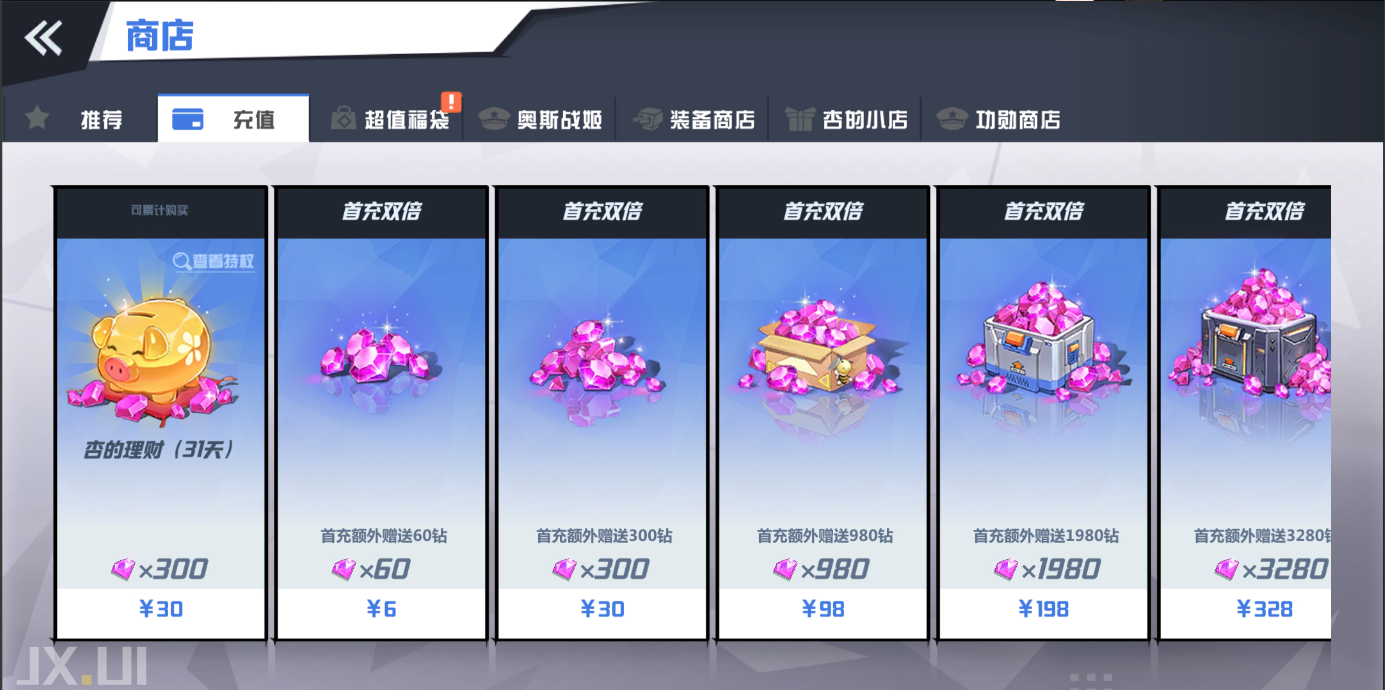 商店
推荐
充值
超值福袋
!
奥斯战姬
装备商店
杏的小店
功勋商店
可累计购买
首充双倍
首充双倍
首充双倍
首充双倍
首充双倍
查看特权
杏的理财（31天）
首充额外赠送60钻
首充额外赠送300钻
首充额外赠送980钻
首充额外赠送1980钻
首充额外赠送3280钻
×300
×60
×300
×980
×1980
×3280
¥30
¥6
¥30
¥98
¥198
¥328
JX.UI